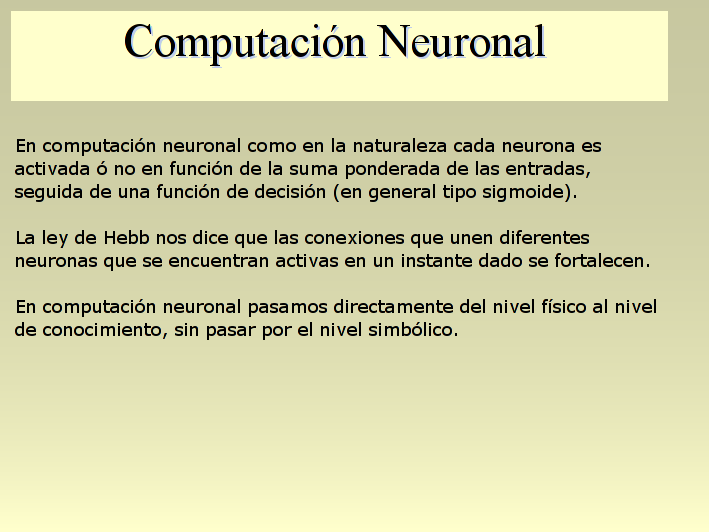 Computación Neuronal
En computación neuronal como en la naturaleza cada neurona es
activada ó no en función de la suma ponderada de las entradas,
seguida de una función de decisión (en general tipo sigmoide).
La ley de Hebb nos dice que las conexiones que unen diferentes
neuronas que se encuentran activas en un instante dado se fortalecen.
En computación neuronal pasamos directamente del nivel físico al nivel
de conocimiento, sin pasar por el nivel simbólico.